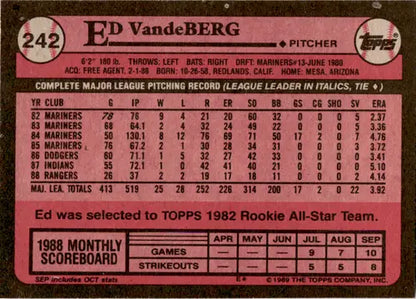 242 ED VANDEBERG
PITCHER
TOPPS
6'2" 180 lb. THROWS: LEFT BATS: RIGHT DRFT: MARINERS #13-JUNE 1980
ACQ: FREE AGENT, 2-1-88 BORN: 10-26-58, REDLANDS, CALIF. HOME: MESA, ARIZONA
COMPLETE MAJOR LEAGUE PITCHING RECORD (LEAGUE LEADER IN ITALICS, TIE ♦)
YR CLUB G IP W L R ER SO BB GS CG SHO SV ERA
82 MARINERS 78 76 9 4 21 20 60 32 0 0 0 5 2.37
83 MARINERS 68 64 2 4 27 24 49 22 0 0 0 5 3.36
84 MARINERS 50 130.1 8 12 76 69 71 50 17 2 0 7 4.76
85 MARINERS 76 67.2 2 1 30 28 34 31 0 0 0 3 3.72
86 DODGERS 60 71.1 1 5 32 27 42 33 0 0 0 0 3.41
87 INDIANS 55 72.1 1 0 42 41 40 21 0 0 0 0 5.10
88 RANGERS 26 37 2 2 19 17 18 11 0 0 0 2 4.14
MAJ. LEA. TOTALS 413 519 25 28 252 226 314 200 17 2 0 22 3.92
Ed was selected to TOPPS 1982 Rookie All-Star Team.
1988 MONTHLY SCOREBOARD
APR MAY JUN JUL AUG SEP
GAMES 9 7 10
STRIKEOUTS 5 5 8
SEP includes OCT stats E* © 1989 THE TOPPS COMPANY, INC.